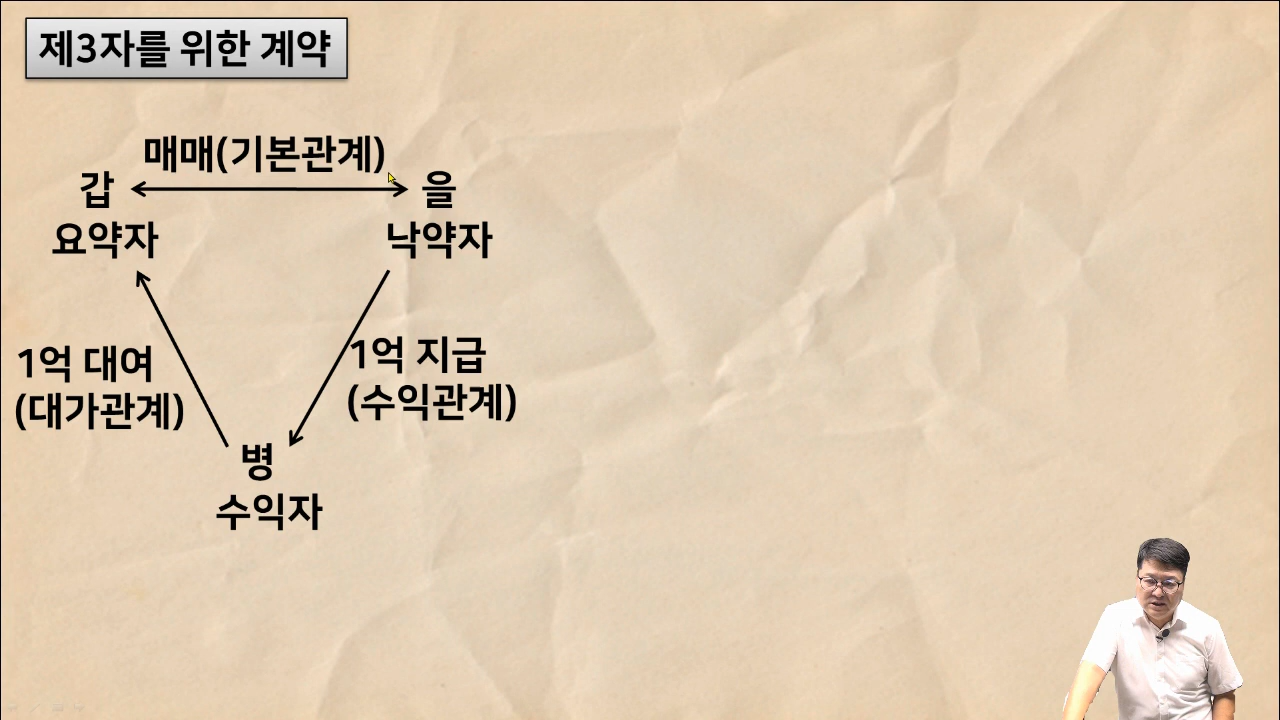 제3자를 위한 계약
매매(기본관계)
갑
을
요약자
낙약자
1억 대여
(대가관계)
1억 지급
(수익관계)
병
수익자